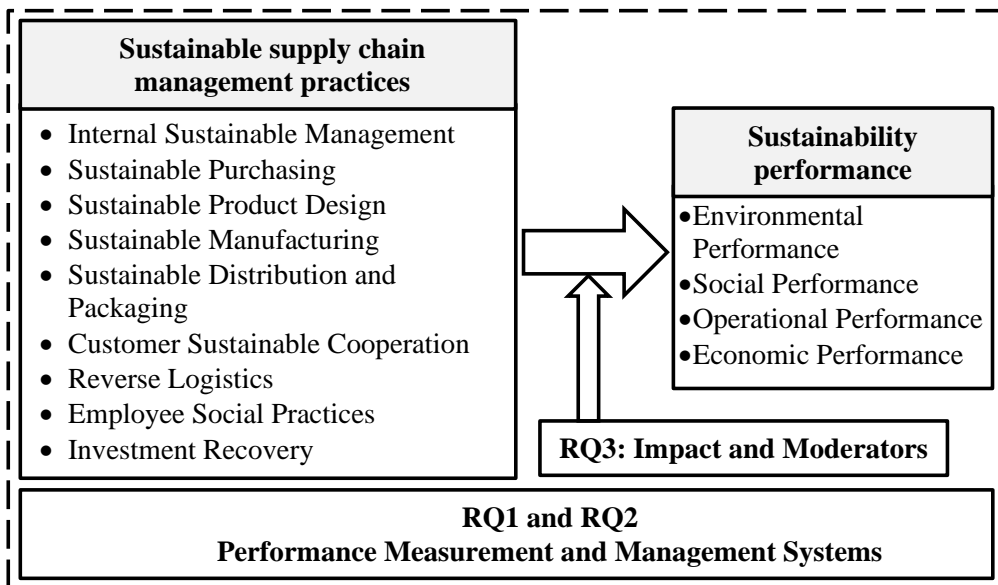 Sustainable supply chain
management practices
• Internal Sustainable Management
• Sustainable Purchasing
• Sustainable Product Design
• Sustainable Manufacturing
• Sustainable Distribution and
Packaging
• Customer Sustainable Cooperation
• Reverse Logistics
• Employee Social Practices
• Investment Recovery
Sustainability
performance
•Environmental
Performance
•Social Performance
•Operational Performance
•Economic Performance
RQ3: Impact and Moderators
RQ1 and RQ2
Performance Measurement and Management Systems